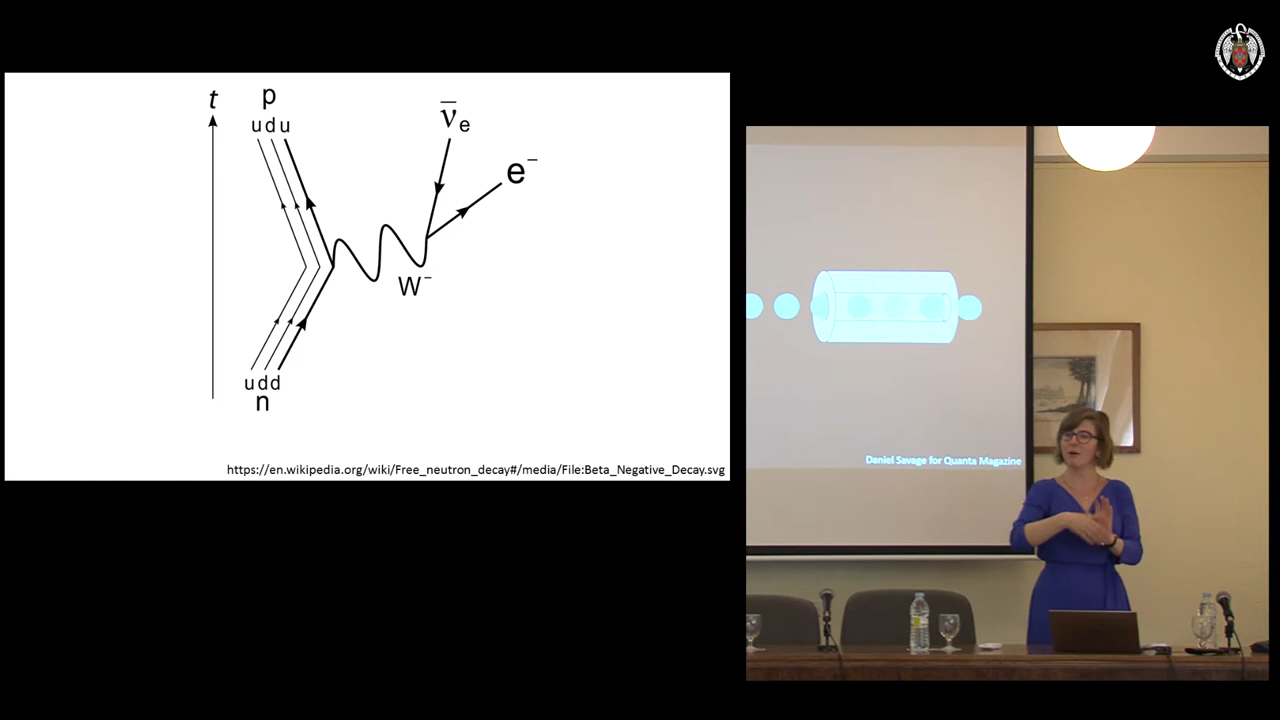 t
p
udu
ν̅e
e⁻
W⁻
udd
n
https://en.wikipedia.org/wiki/Free_neutron_decay#/media/File:Beta_Negative_Decay.svg
Daniel Savage for Quanta Magazine